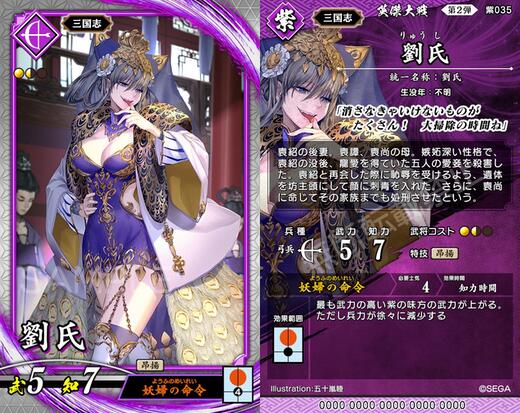 三国志
劉氏
昂揚
武5 知7
ようふのめいれい
妖婦の命令
4
紫
三国志
英傑大戦
第2弾
紫035
りゅうし
劉氏
統一名称:劉氏
生没年:不明
「消さなきゃいけないものが
たくさん! 大掃除の時間ね」
袁紹の後妻。袁譚、袁尚の母。嫉妬深い性格で、
袁紹の没後、寵愛を得ていた五人の愛妾を殺害し
た。袁紹と再会した際に恥辱を受けるよう、遺体
を坊主頭にして顔に刺青を入れた。さらに、袁尚
に命じてその家族までも処刑させたという。
兵種 武力 知力 武将コスト
弓兵 5 7
特技 昂揚
ようふのめいれい
妖婦の命令
必要士気 4
効果時間 知力時間
効果範囲
最も武力の高い紫の味方の武力が上がる。
ただし兵力が徐々に減少する
Illustration:五十嵐睦
©SEGA
0000 0000 0000 0000 0000